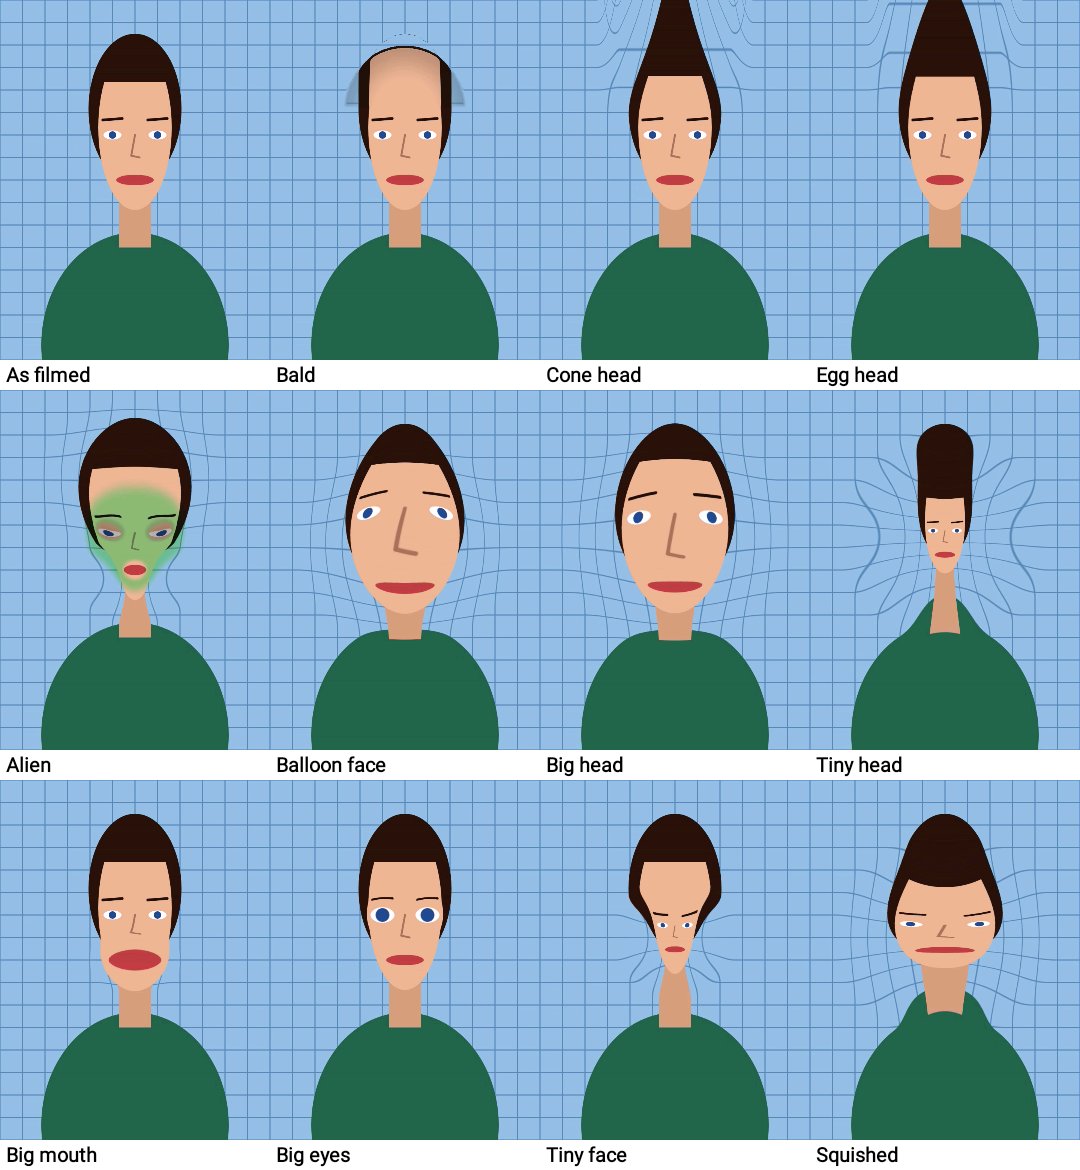 As filmed
Bald
Cone head
Egg head
Alien
Balloon face
Big head
Tiny head
Big mouth
Big eyes
Tiny face
Squished